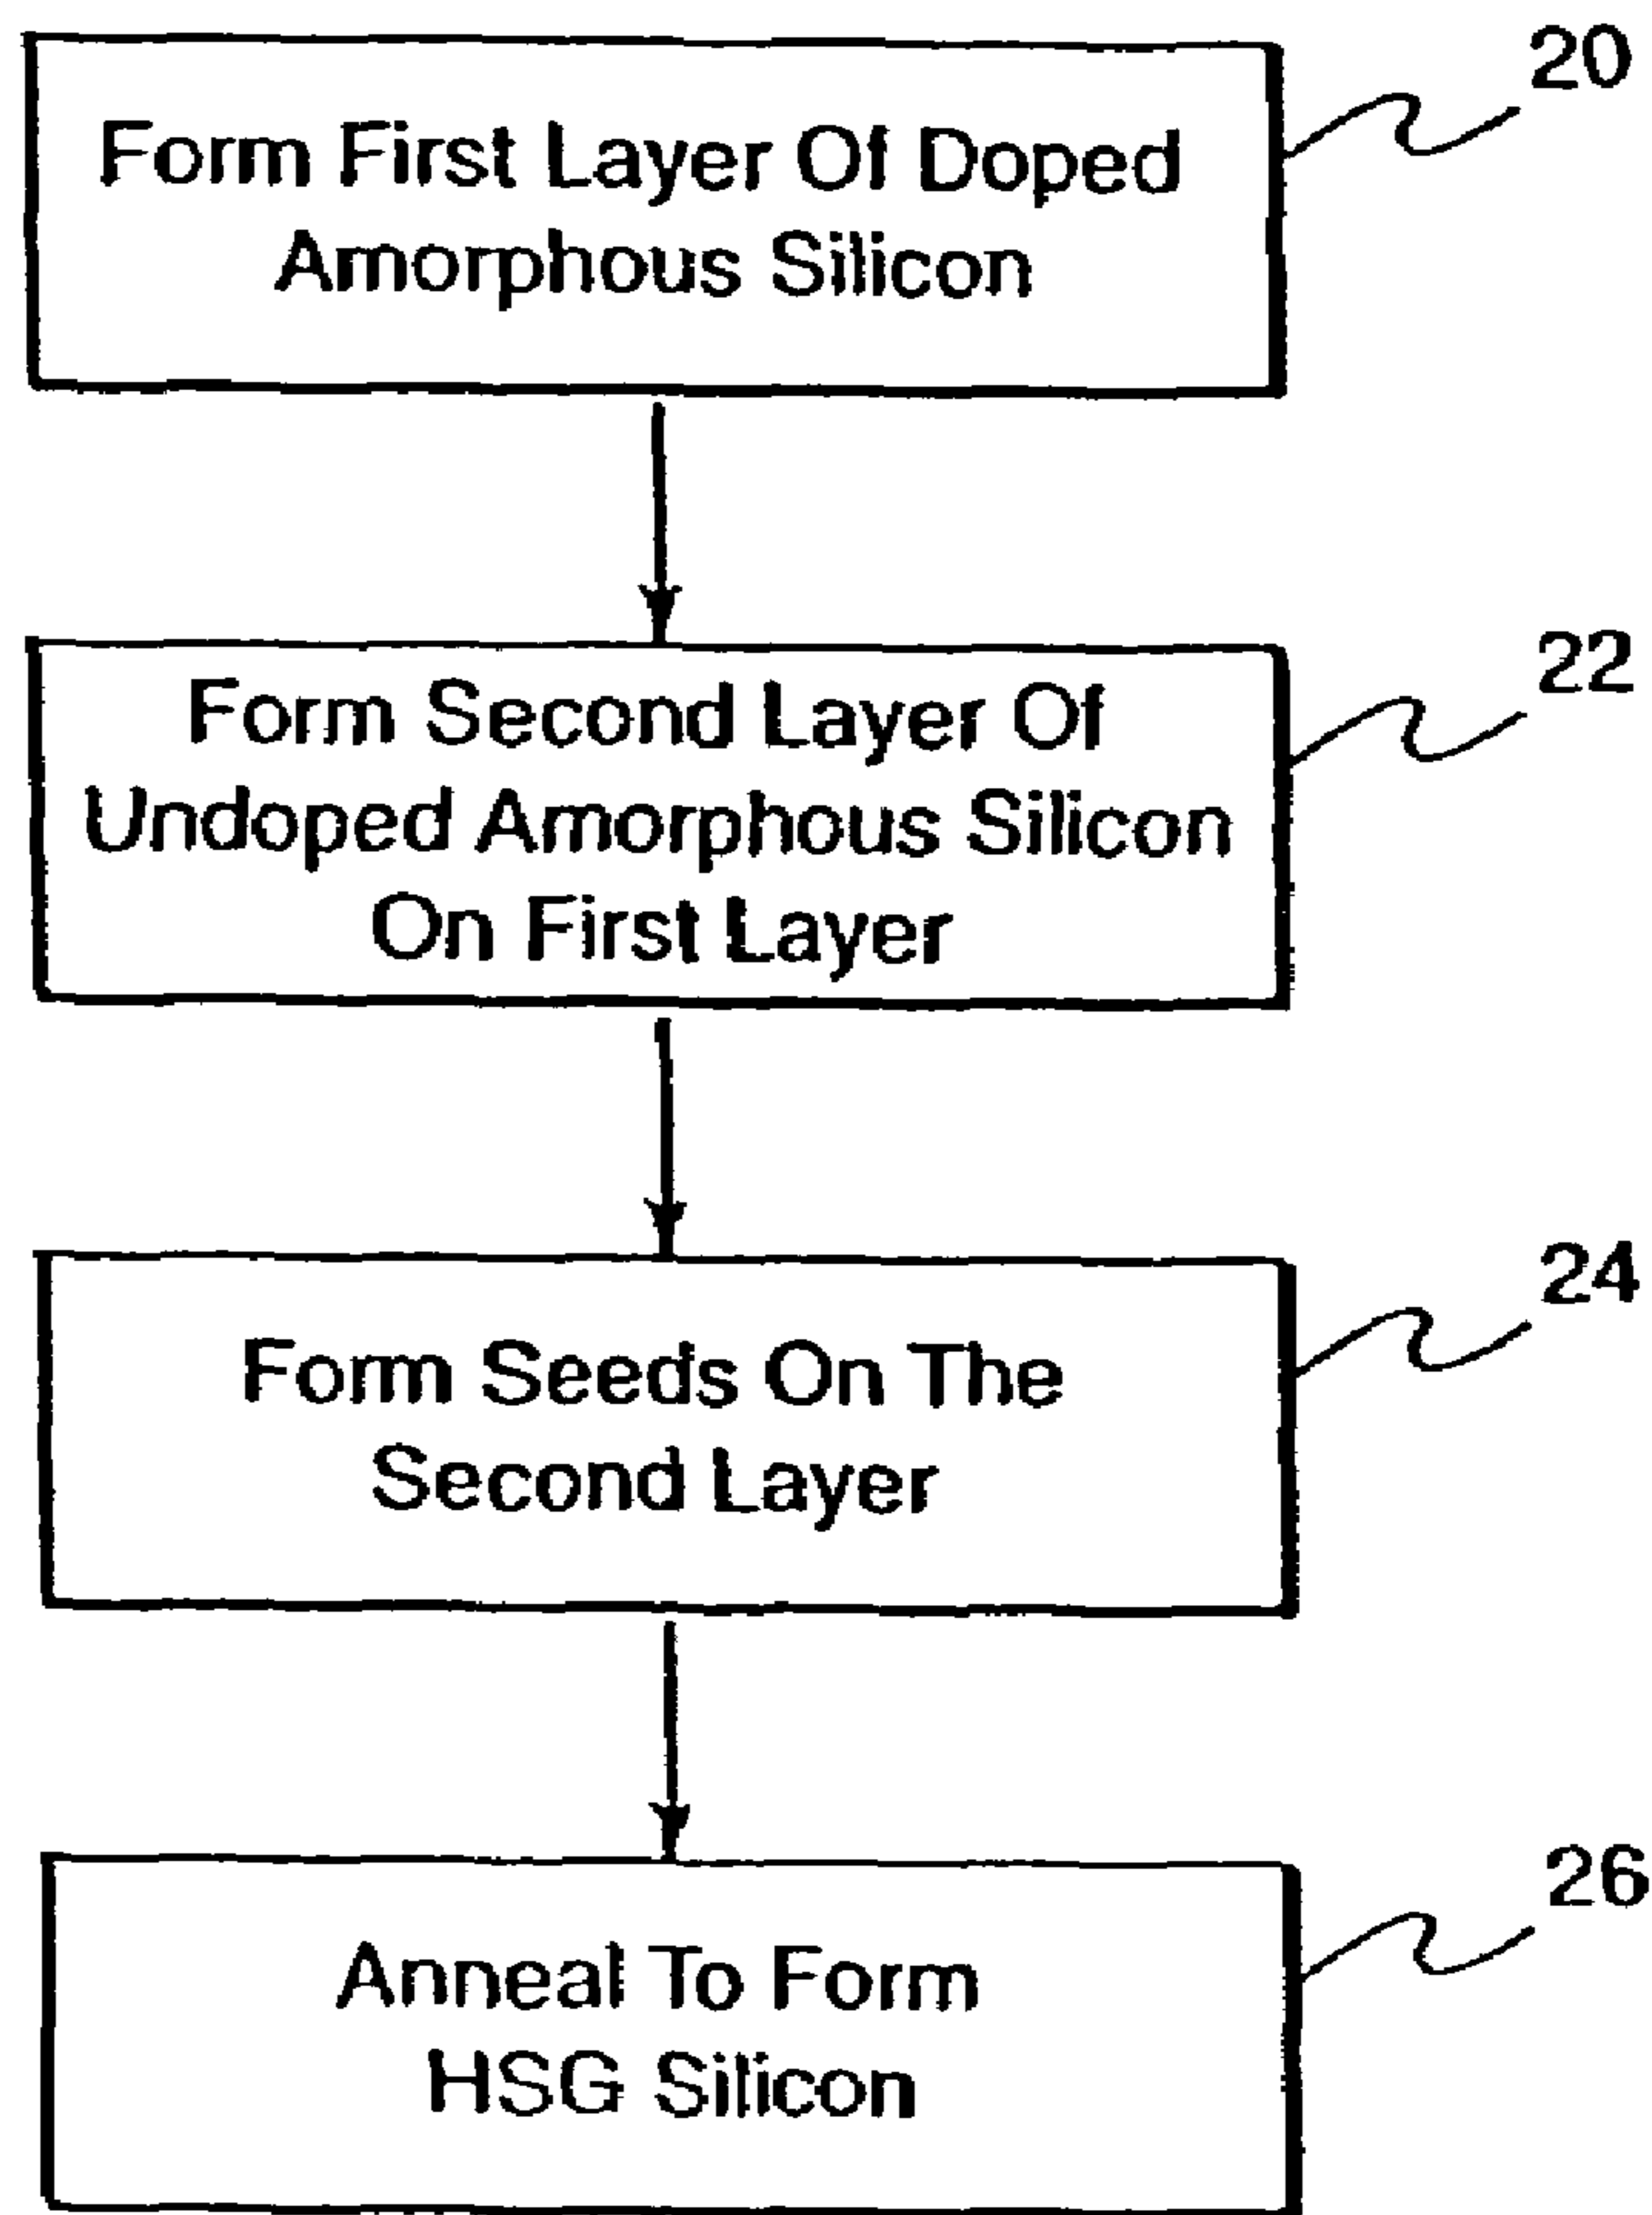 20
Form First Layer Of Doped
Amorphous Silicon
22
Form Second Layer Of
Undoped Amorphous Silicon
On First Layer
24
Form Seeds On The
Second Layer
26
Anneal To Form
HSG Silicon